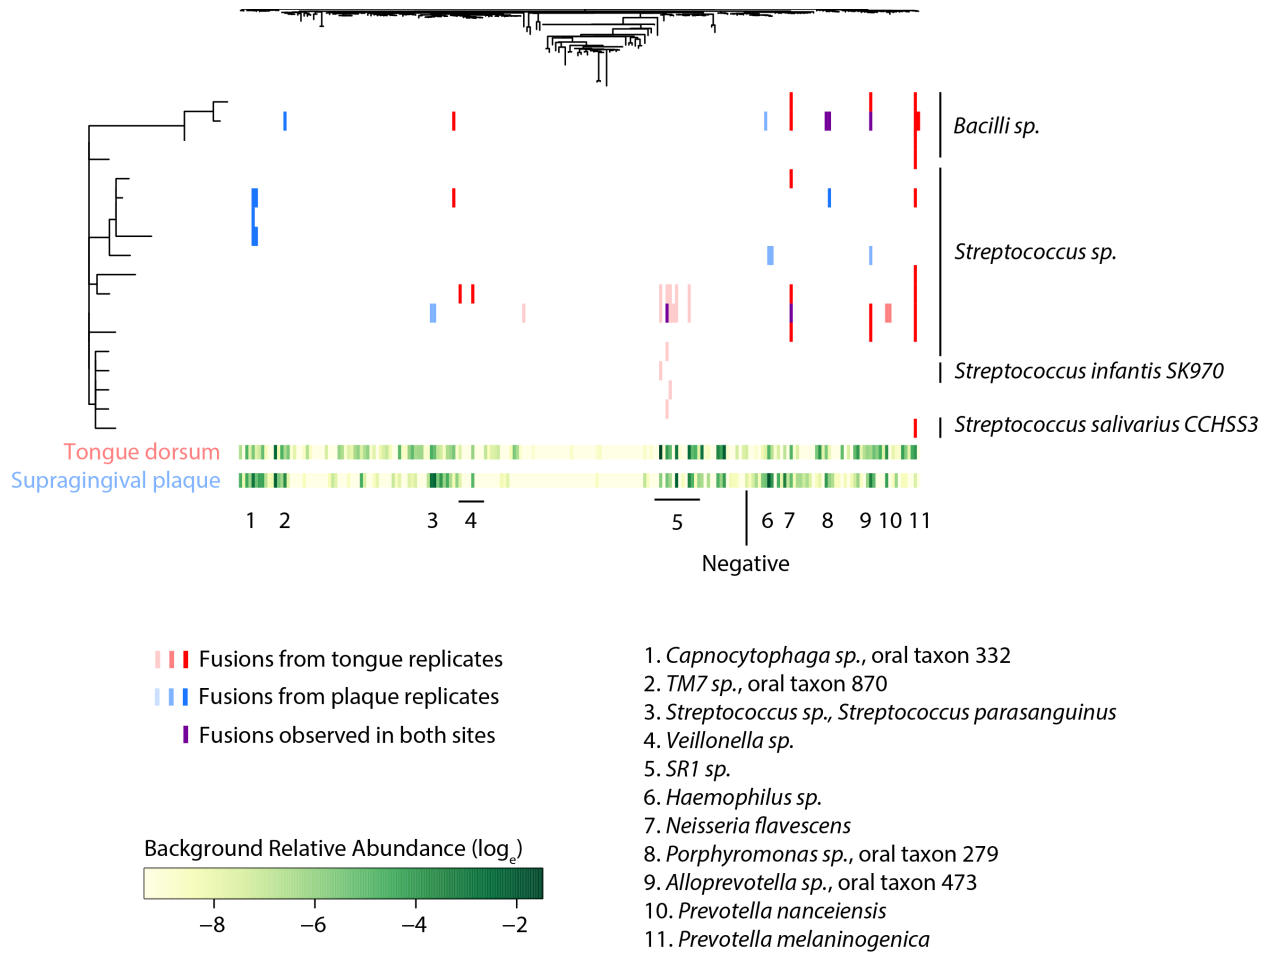 Bacilli sp.
Streptococcus sp.
Streptococcus infantis SK970
Streptococcus salivarius CCHSS3
Tongue dorsum
Supragingival plaque
1 2 3 4 5 6 7 8 9 10 11
Negative
Fusions from tongue replicates
Fusions from plaque replicates
Fusions observed in both sites
Background Relative Abundance (logₑ)
−8 −6 −4 −2
1. Capnocytophaga sp., oral taxon 332
2. TM7 sp., oral taxon 870
3. Streptococcus sp., Streptococcus parasanguinus
4. Veillonella sp.
5. SR1 sp.
6. Haemophilus sp.
7. Neisseria flavescens
8. Porphyromonas sp., oral taxon 279
9. Alloprevotella sp., oral taxon 473
10. Prevotella nanceiensis
11. Prevotella melaninogenica